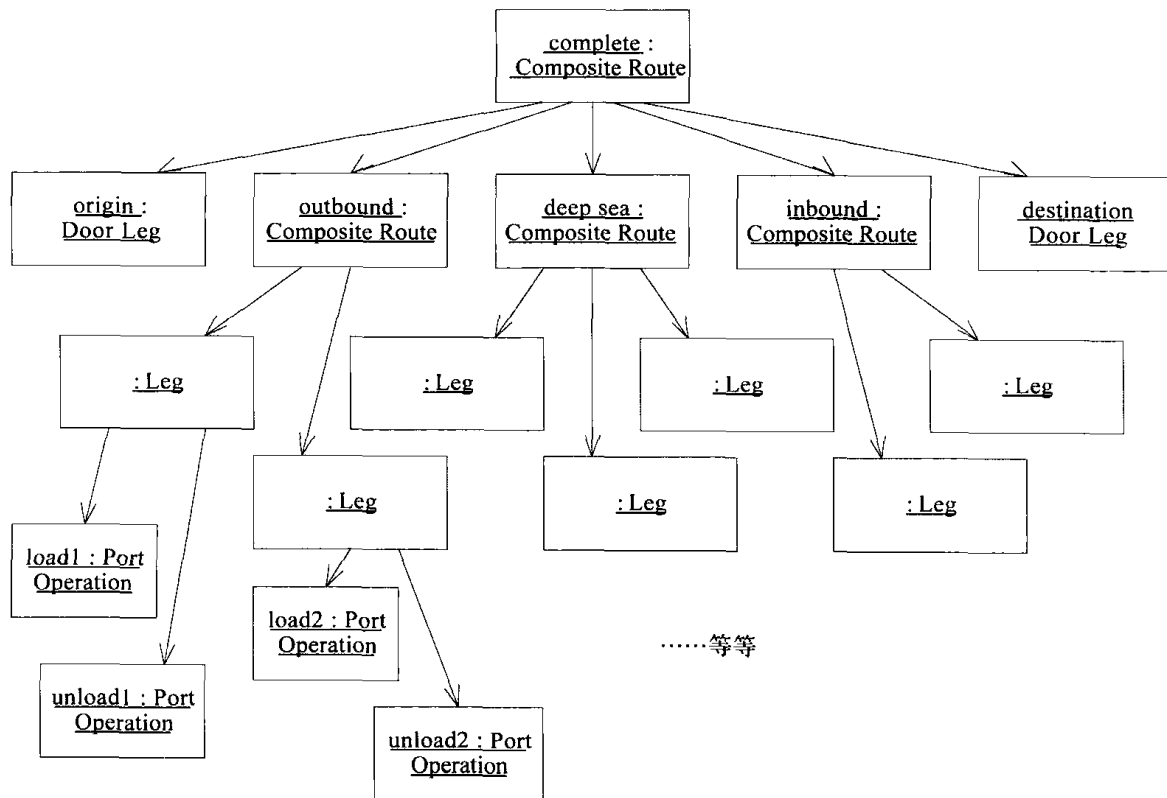 complete :
Composite Route
origin :
Door Leg
outbound :
Composite Route
deep sea :
Composite Route
inbound :
Composite Route
destination
Door Leg
: Leg
: Leg
: Leg
: Leg
: Leg
: Leg
: Leg
load1 : Port
Operation
load2 : Port
Operation
……等等
unload1 : Port
Operation
unload2 : Port
Operation